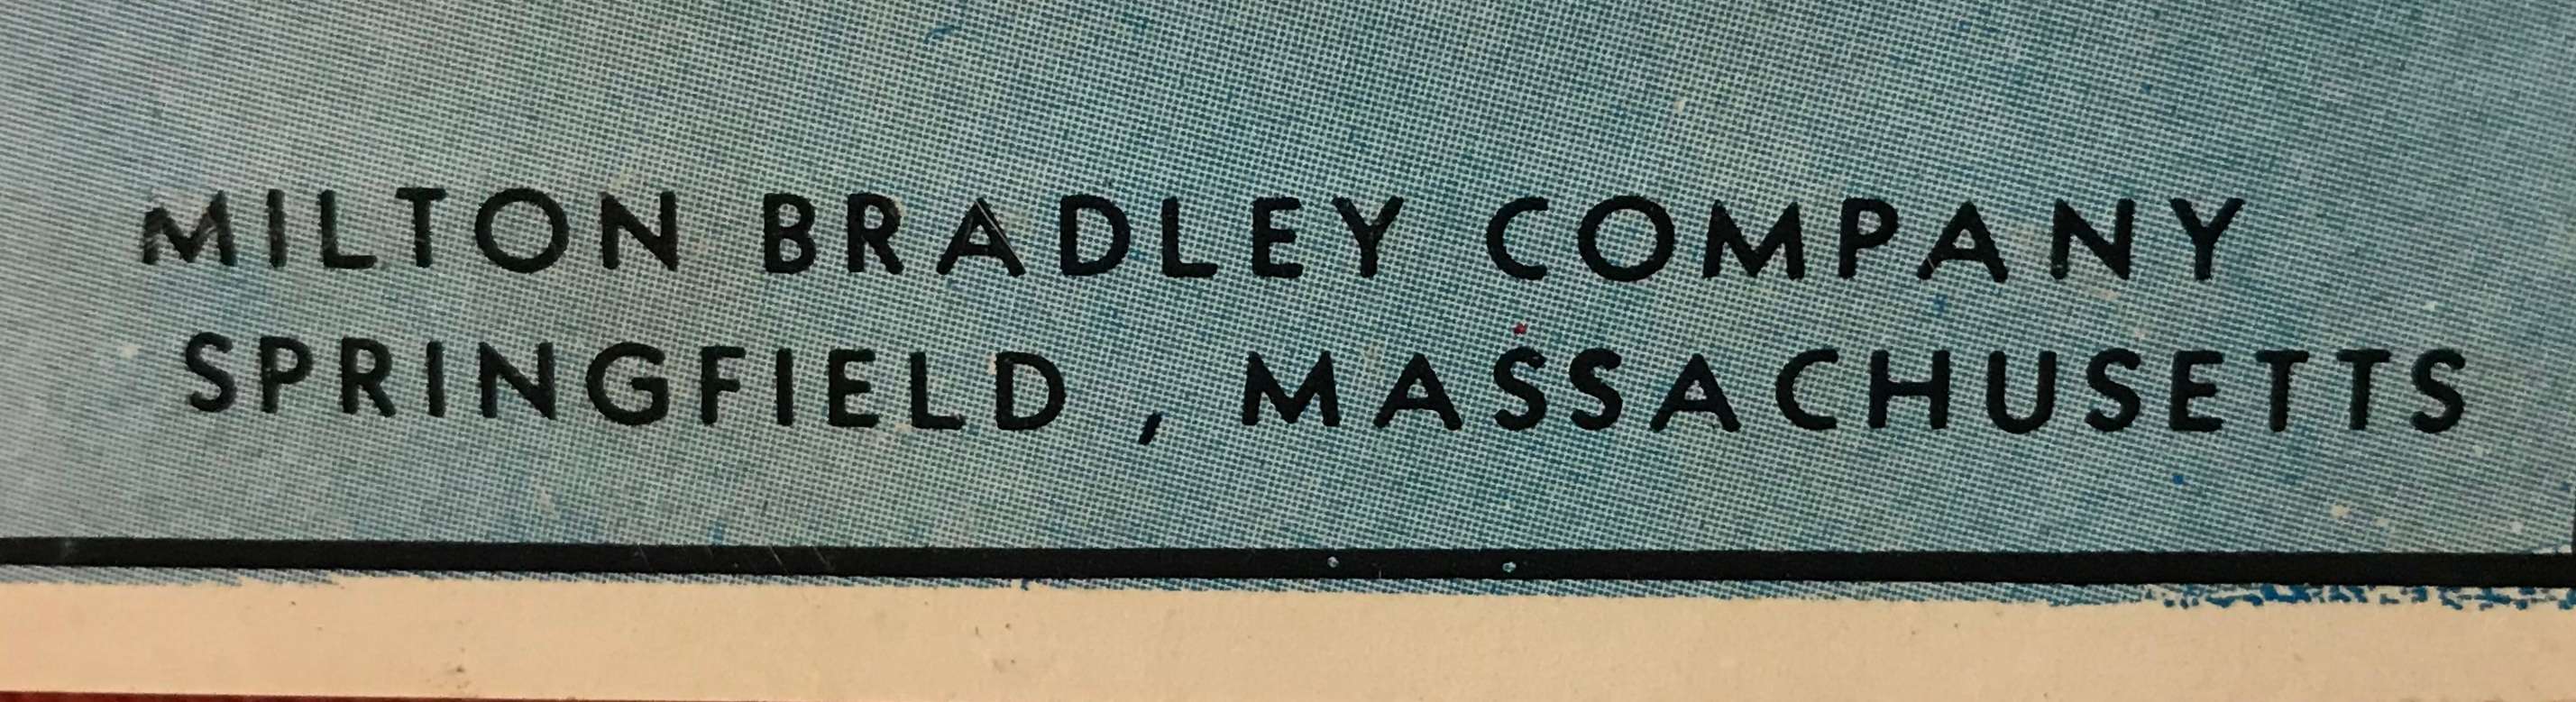 MILTON BRADLEY COMPANY
SPRINGFIELD , MASSACHUSETTS